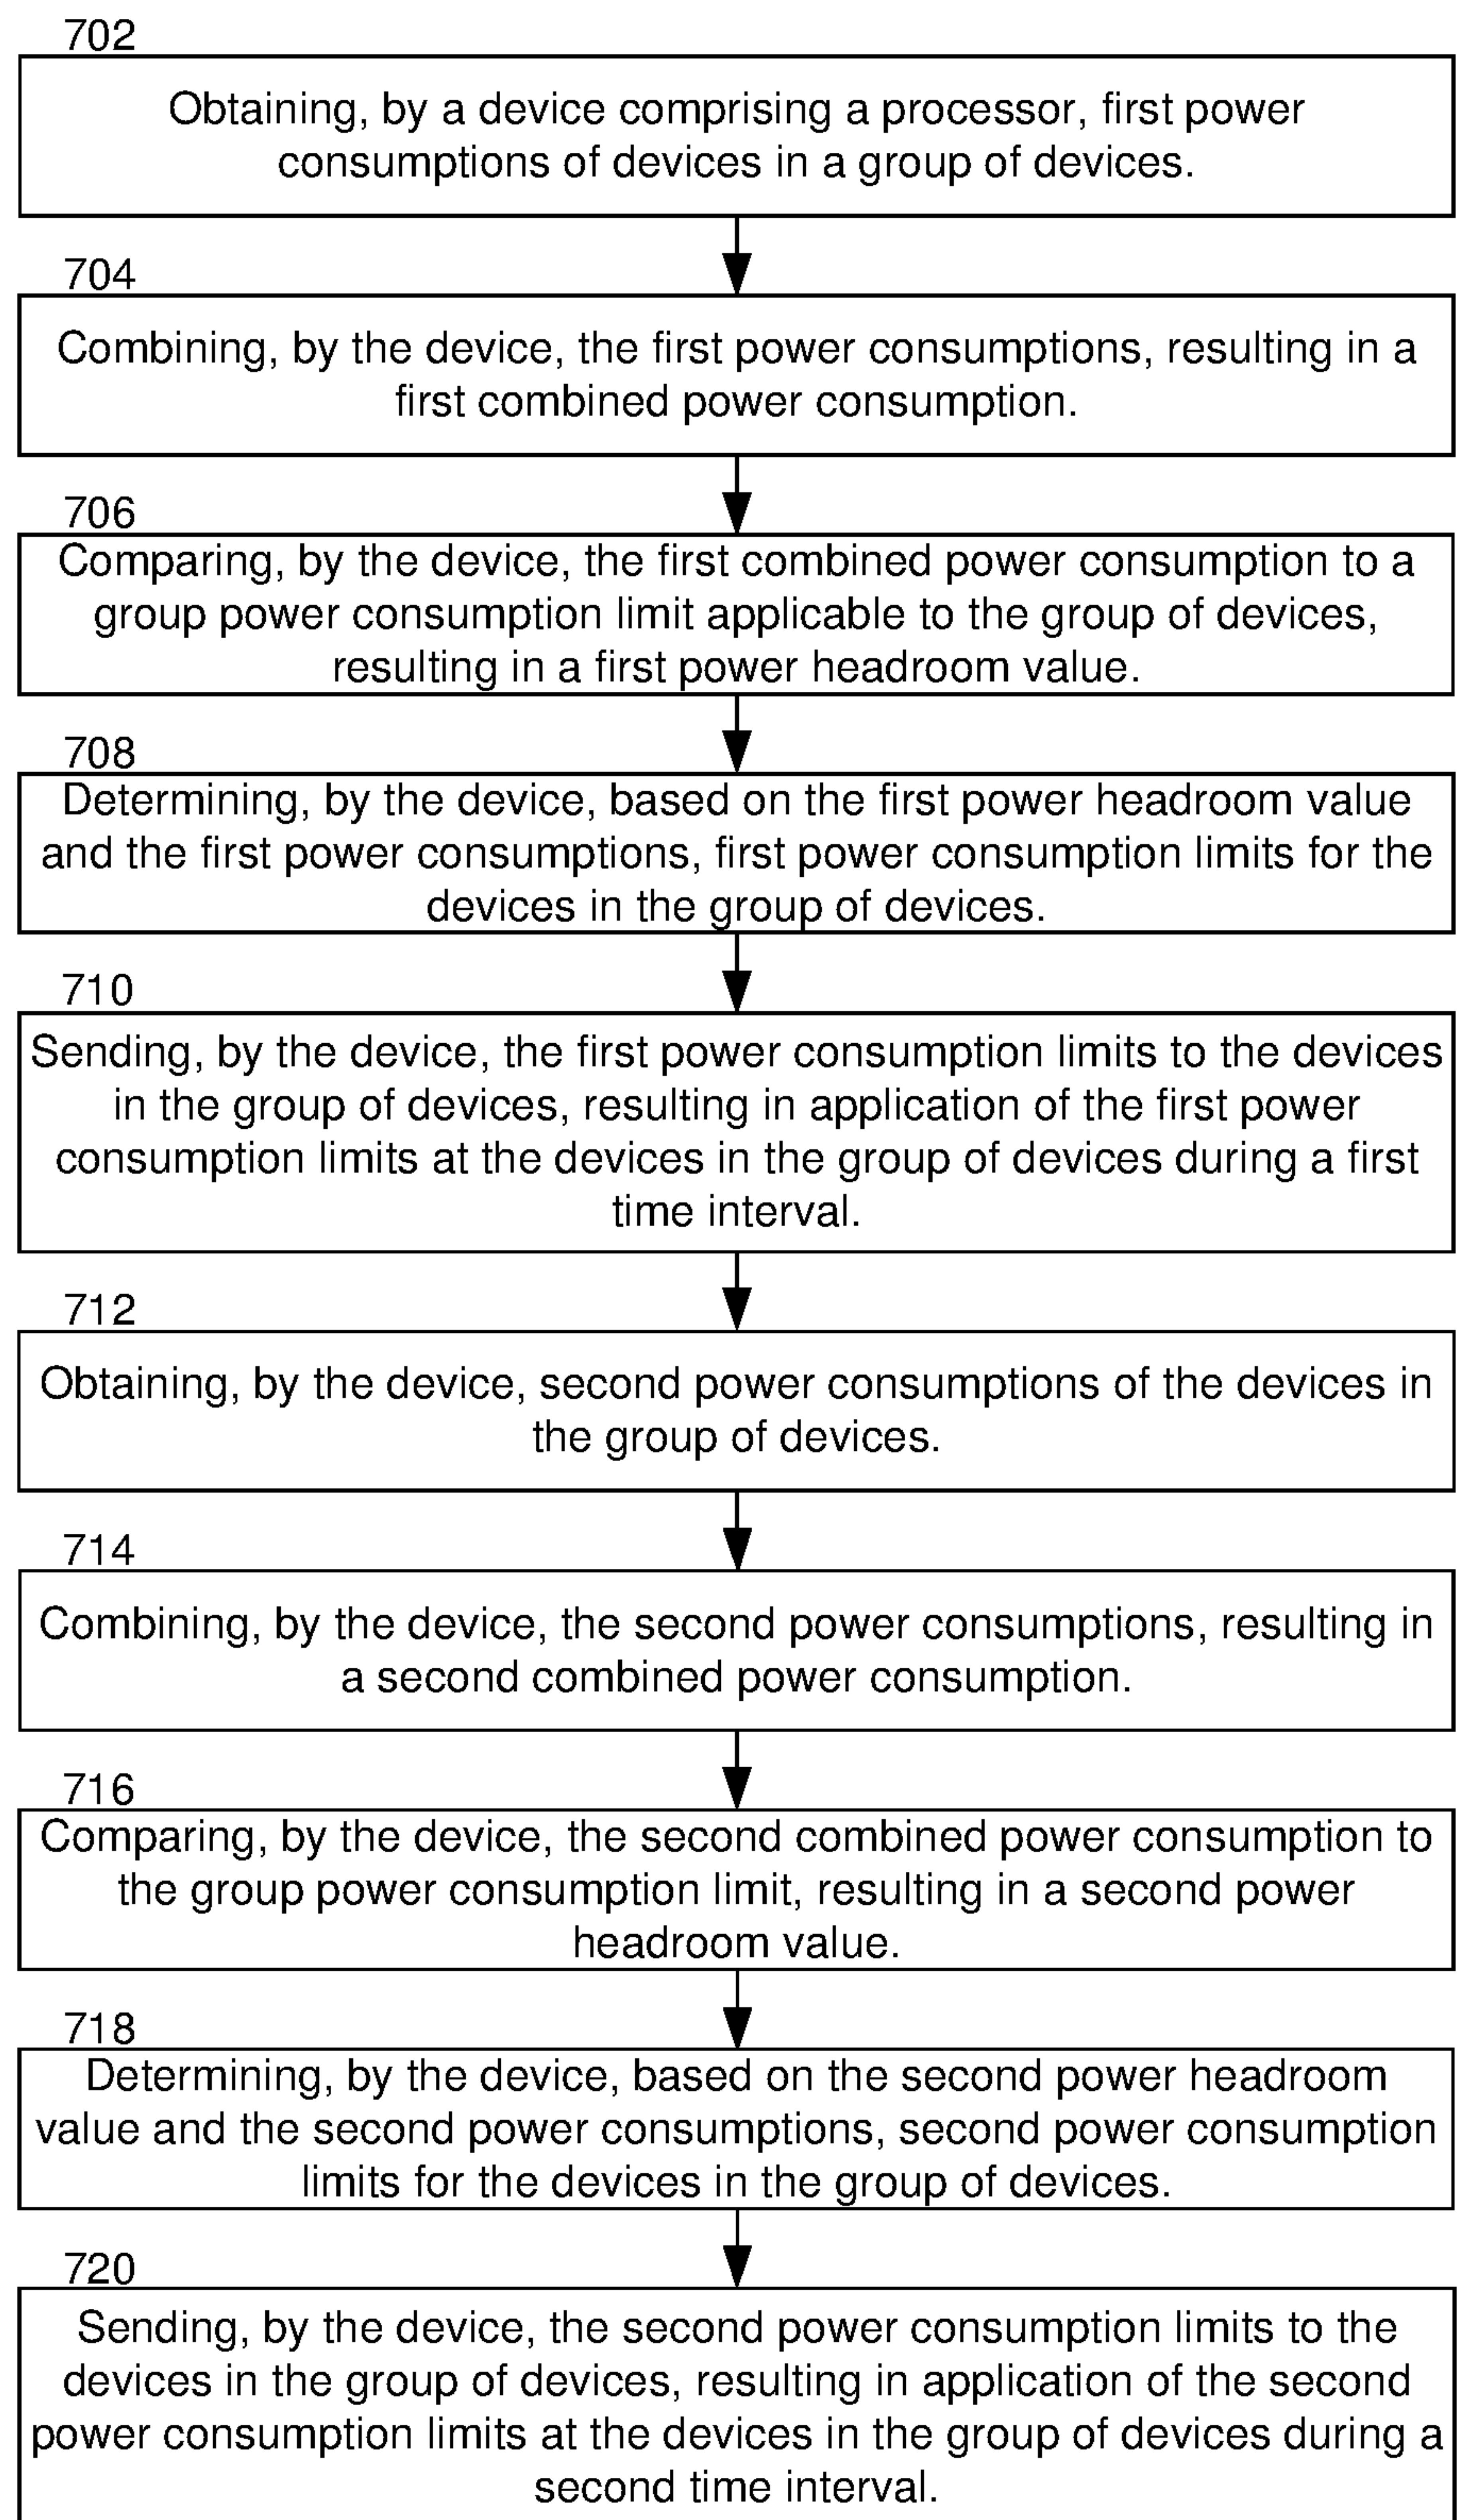 702
Obtaining, by a device comprising a processor, first power
consumptions of devices in a group of devices.
704
Combining, by the device, the first power consumptions, resulting in a
first combined power consumption.
706
Comparing, by the device, the first combined power consumption to a
group power consumption limit applicable to the group of devices,
resulting in a first power headroom value.
708
Determining, by the device, based on the first power headroom value
and the first power consumptions, first power consumption limits for the
devices in the group of devices.
710
Sending, by the device, the first power consumption limits to the devices
in the group of devices, resulting in application of the first power
consumption limits at the devices in the group of devices during a first
time interval.
712
Obtaining, by the device, second power consumptions of the devices in
the group of devices.
714
Combining, by the device, the second power consumptions, resulting in
a second combined power consumption.
716
Comparing, by the device, the second combined power consumption to
the group power consumption limit, resulting in a second power
headroom value.
718
Determining, by the device, based on the second power headroom
value and the second power consumptions, second power consumption
limits for the devices in the group of devices.
720
Sending, by the device, the second power consumption limits to the
devices in the group of devices, resulting in application of the second
power consumption limits at the devices in the group of devices during a
second time interval.